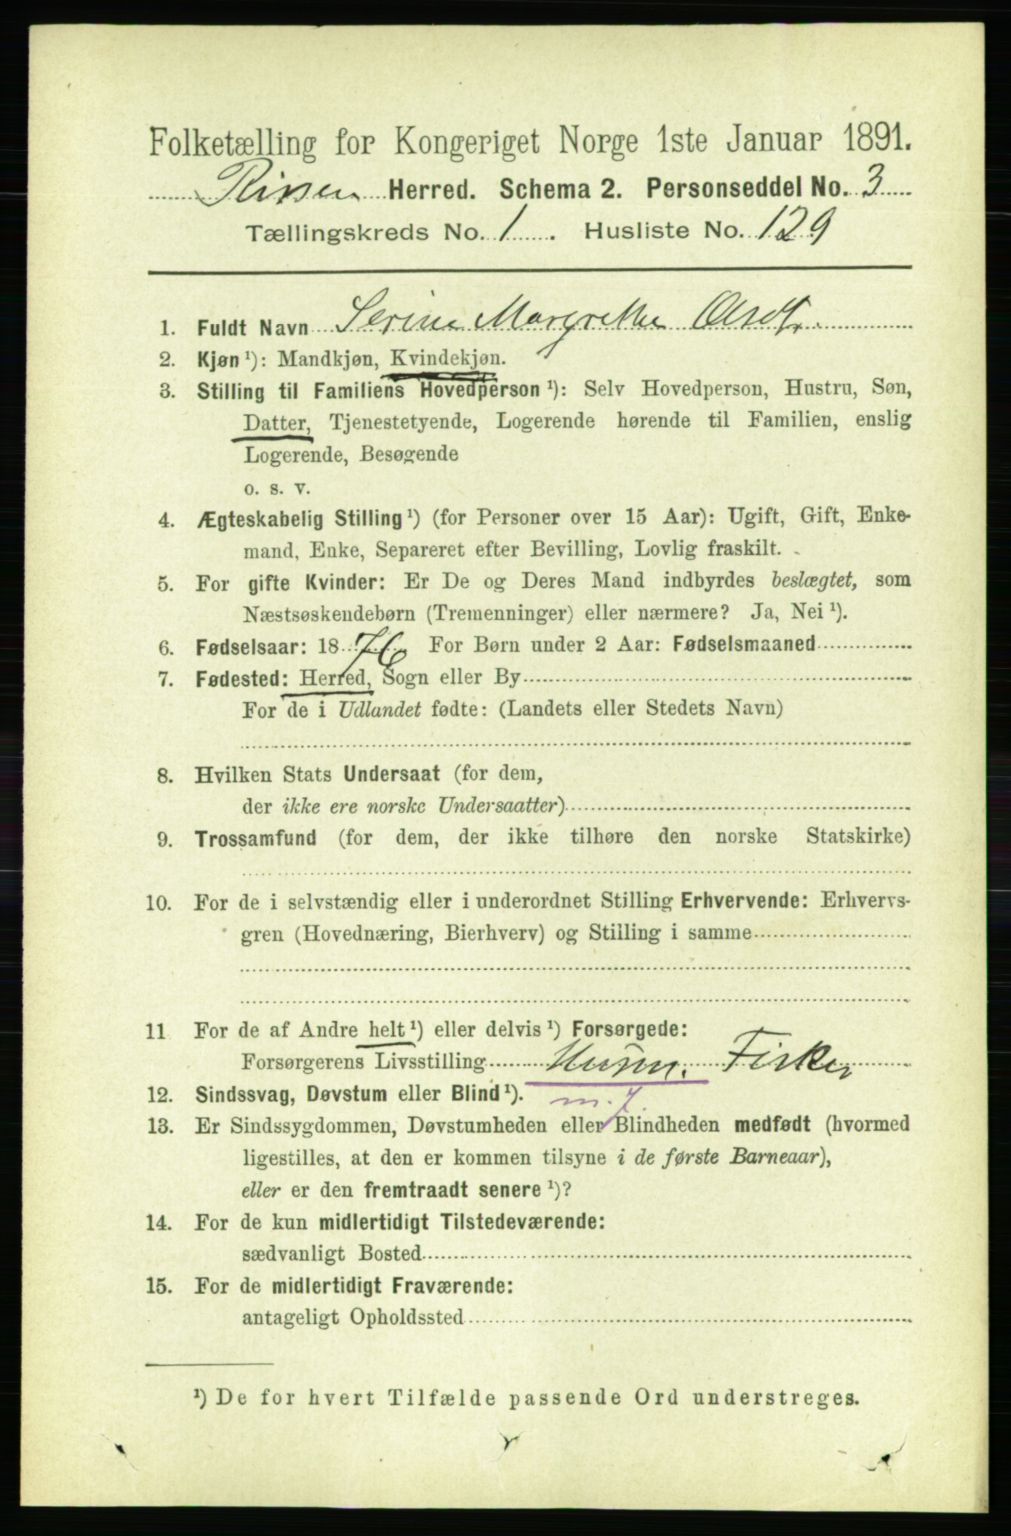 Folketælling for Kongeriget Norge 1ste Januar 1891.
Rissen Herred. Schema 2. Personseddel No. 3
Tællingskreds No. 1. Husliste No. 129
1. Fuldt Navn Serine Margrethe Olsdtr.
2. Kjøn ¹): Mandkjøn, Kvindekjøn.
3. Stilling til Familiens Hovedperson ¹): Selv Hovedperson, Hustru, Søn,
Datter, Tjenestetyende, Logerende hørende til Familien, enslig
Logerende, Besøgende
o. s. v.
4. Ægteskabelig Stilling ¹) (for Personer over 15 Aar): Ugift, Gift, Enke-
mand, Enke, Separeret efter Bevilling, Lovlig fraskilt.
5. For gifte Kvinder: Er De og Deres Mand indbyrdes beslægtet, som
Næstsøskendebørn (Tremenninger) eller nærmere? Ja, Nei ¹).
6. Fødselsaar: 1876 For Børn under 2 Aar: Fødselsmaaned
7. Fødested: Herred, Sogn eller By
For de i Udlandet fødte: (Landets eller Stedets Navn)
8. Hvilken Stats Undersaat (for dem,
der ikke ere norske Undersaatter)
9. Trossamfund (for dem, der ikke tilhøre den norske Statskirke)
10. For de i selvstændig eller i underordnet Stilling Erhvervende: Erhvervs-
gren (Hovednæring, Bierhverv) og Stilling i samme
11 For de af Andre helt ¹) eller delvis ¹) Forsørgede:
Forsørgerens Livsstilling Husm. Fisker
12. Sindssvag, Døvstum eller Blind ¹). m. j.
13. Er Sindssygdommen, Døvstumheden eller Blindheden medfødt (hvormed
ligestilles, at den er kommen tilsyne i de første Barneaar),
eller er den fremtraadt senere ¹)?
14. For de kun midlertidigt Tilstedeværende:
sædvanligt Bosted
15. For de midlertidigt Fraværende:
antageligt Opholdssted
¹) De for hvert Tilfælde passende Ord understreges.